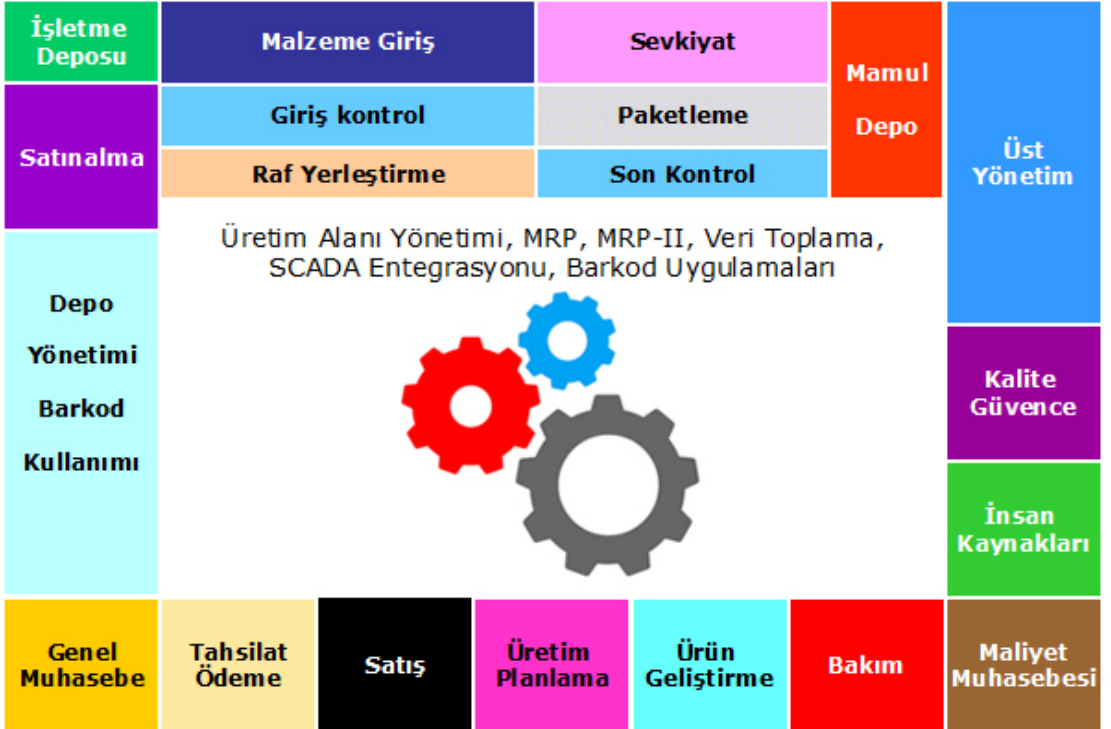 İşletme
Deposu
Malzeme Giriş
Sevkiyat
Mamul
Depo
Üst
Yönetim
Satınalma
Giriş kontrol
Paketleme
Raf Yerleştirme
Son Kontrol
Üretim Alanı Yönetimi, MRP, MRP-II, Veri Toplama,
SCADA Entegrasyonu, Barkod Uygulamaları
Depo
Yönetimi
Barkod
Kullanımı
Kalite
Güvence
İnsan
Kaynakları
Genel
Muhasebe
Tahsilat
Ödeme
Satış
Üretim
Planlama
Ürün
Geliştirme
Bakım
Maliyet
Muhasebesi